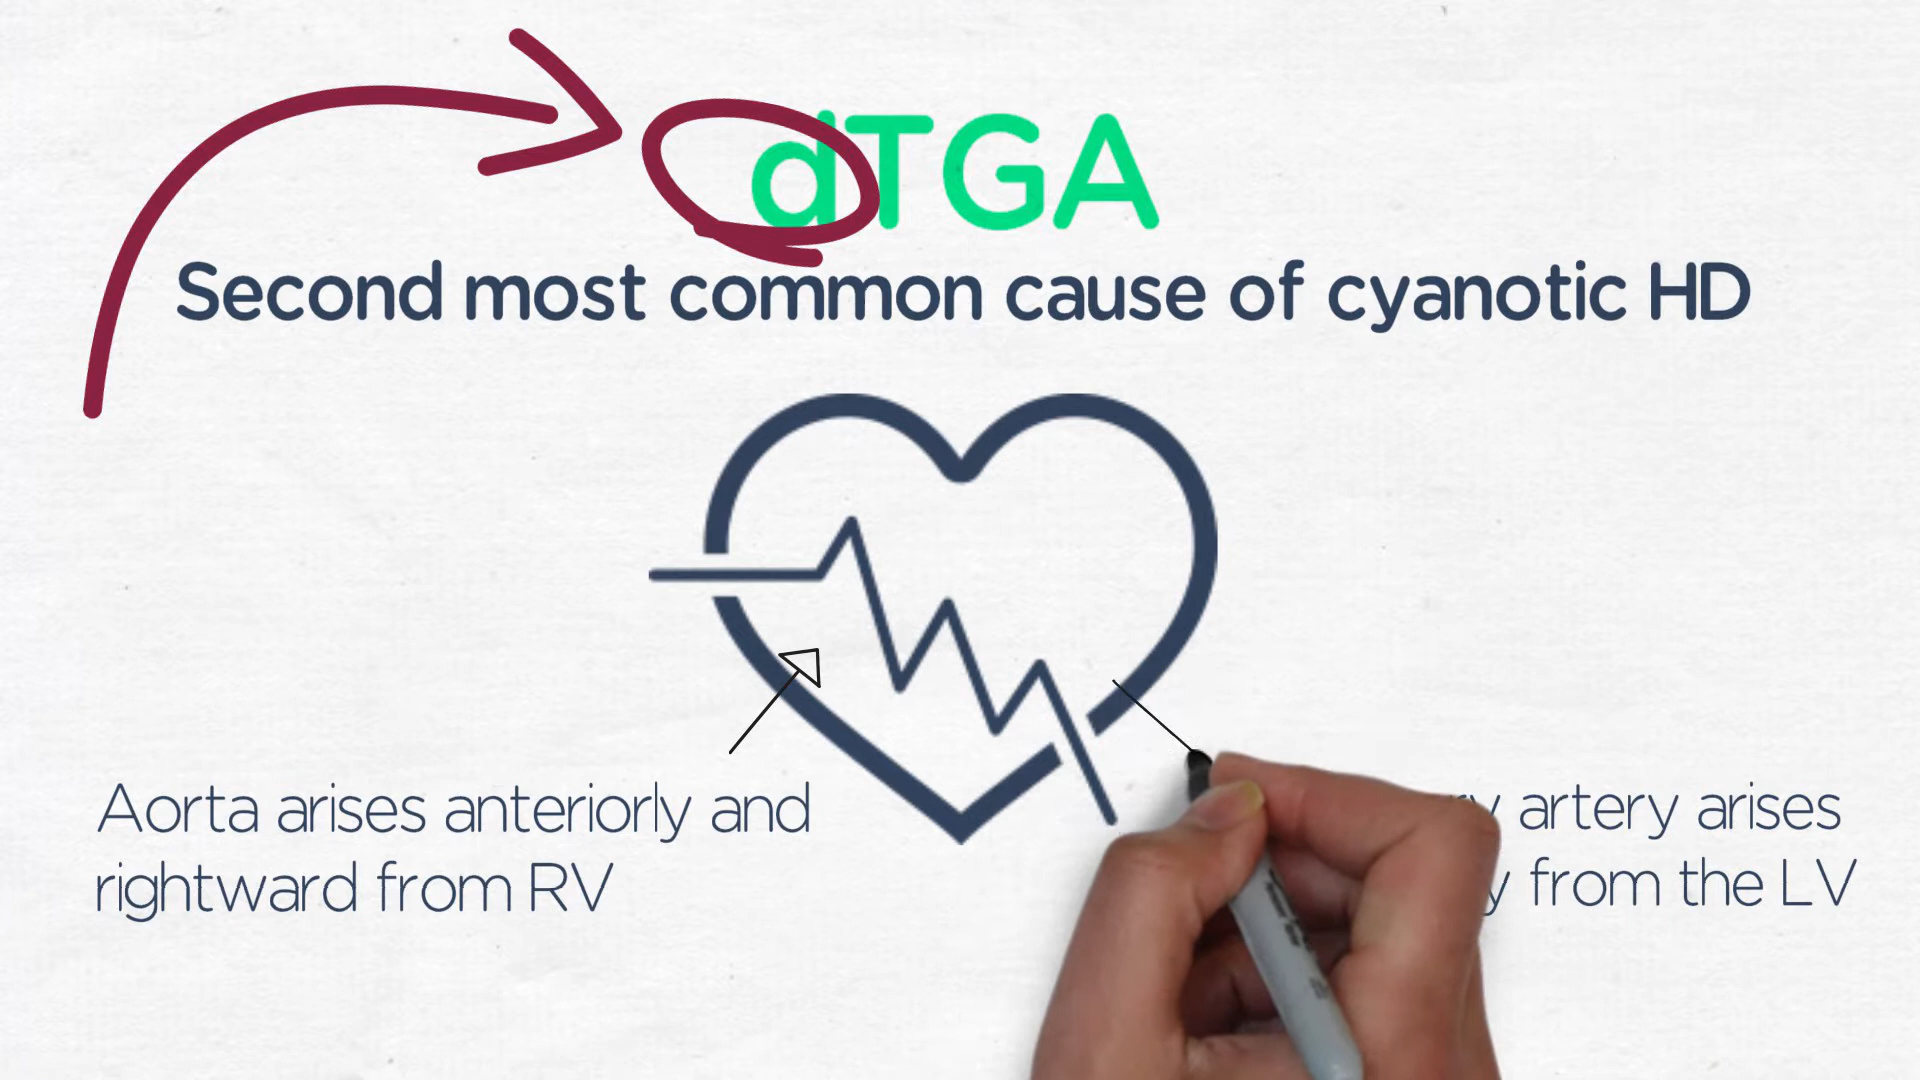 dTGA
Second most common cause of cyanotic HD
Aorta arises anteriorly and
rightward from RV
artery arises
from the LV